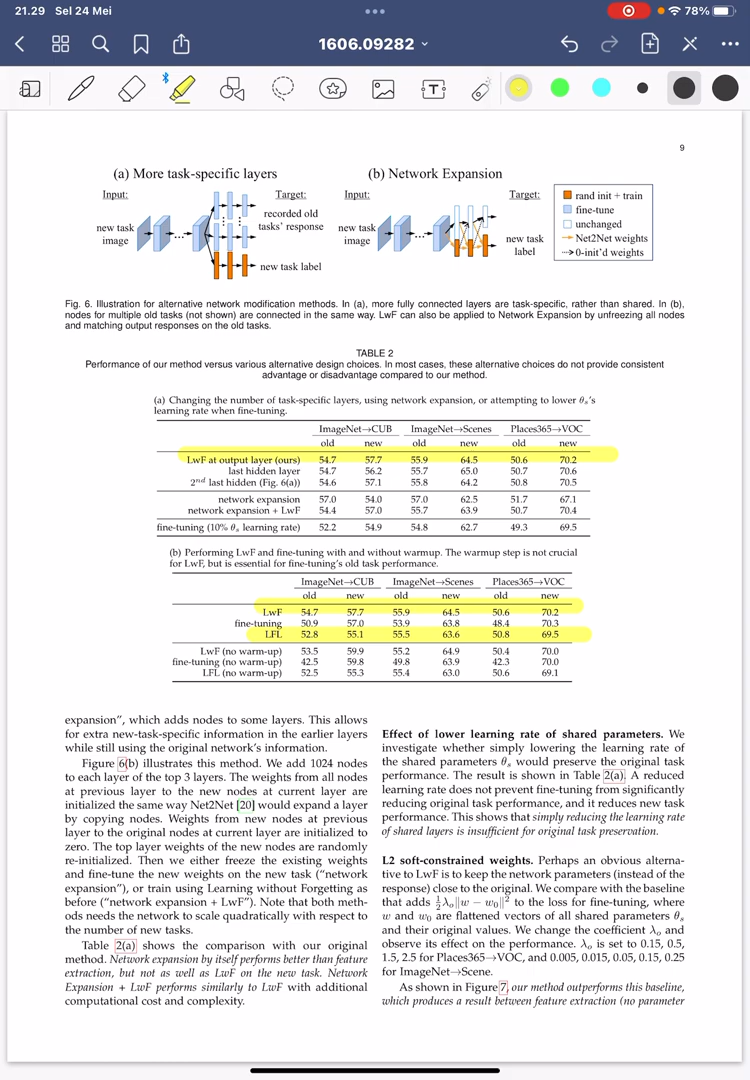 21.29 Sel 24 Mei
78%
1606.09282
9
(a) More task-specific layers
(b) Network Expansion
Input:
Target:
Input:
Target:
new task
image
recorded old
tasks' response
new task label
new task
image
new task
label
rand init + train
fine-tune
unchanged
Net2Net weights
0-init'd weights
Fig. 6. Illustration for alternative network modification methods. In (a), more fully connected layers are task-specific, rather than shared. In (b),
nodes for multiple old tasks (not shown) are connected in the same way. LwF can also be applied to Network Expansion by unfreezing all nodes
and matching output responses on the old tasks.
TABLE 2
Performance of our method versus various alternative design choices. In most cases, these alternative choices do not provide consistent
advantage or disadvantage compared to our method.
(a) Changing the number of task-specific layers, using network expansion, or attempting to lower θs's
learning rate when fine-tuning.
ImageNet→CUB ImageNet→Scenes Places365→VOC
old new old new old new
LwF at output layer (ours) 54.7 57.7 55.9 64.5 50.6 70.2
last hidden layer 54.7 56.2 55.7 65.0 50.7 70.6
2nd last hidden (Fig. 6(a)) 54.6 57.1 55.8 64.2 50.8 70.5
network expansion 57.0 54.0 57.0 62.5 51.7 67.1
network expansion + LwF 54.4 57.0 55.7 63.9 50.7 70.4
fine-tuning (10% θs learning rate) 52.2 54.9 54.8 62.7 49.3 69.5
(b) Performing LwF and fine-tuning with and without warmup. The warmup step is not crucial
for LwF, but is essential for fine-tuning's old task performance.
ImageNet→CUB ImageNet→Scenes Places365→VOC
old new old new old new
LwF 54.7 57.7 55.9 64.5 50.6 70.2
fine-tuning 50.9 57.0 53.9 63.8 48.4 70.3
LFL 52.8 55.1 55.5 63.6 50.8 69.5
LwF (no warm-up) 53.5 59.9 55.2 64.9 50.4 70.0
fine-tuning (no warm-up) 42.5 59.8 49.8 63.9 42.3 70.0
LFL (no warm-up) 52.5 55.3 55.4 63.0 50.6 69.1
expansion", which adds nodes to some layers. This allows
for extra new-task-specific information in the earlier layers
while still using the original network's information.
Figure 6(b) illustrates this method. We add 1024 nodes
to each layer of the top 3 layers. The weights from all nodes
at previous layer to the new nodes at current layer are
initialized the same way Net2Net [20] would expand a layer
by copying nodes. Weights from new nodes at previous
layer to the original nodes at current layer are initialized to
zero. The top layer weights of the new nodes are randomly
re-initialized. Then we either freeze the existing weights
and fine-tune the new weights on the new task ("network
expansion"), or train using Learning without Forgetting as
before ("network expansion + LwF"). Note that both meth-
ods needs the network to scale quadratically with respect to
the number of new tasks.
Table 2(a) shows the comparison with our original
method. Network expansion by itself performs better than feature
extraction, but not as well as LwF on the new task. Network
Expansion + LwF performs similarly to LwF with additional
computational cost and complexity.
Effect of lower learning rate of shared parameters. We
investigate whether simply lowering the learning rate of
the shared parameters θs would preserve the original task
performance. The result is shown in Table 2(a). A reduced
learning rate does not prevent fine-tuning from significantly
reducing original task performance, and it reduces new task
performance. This shows that simply reducing the learning rate
of shared layers is insufficient for original task preservation.
L2 soft-constrained weights. Perhaps an obvious alterna-
tive to LwF is to keep the network parameters (instead of the
response) close to the original. We compare with the baseline
that adds ½λo‖w − w0‖² to the loss for fine-tuning, where
w and w0 are flattened vectors of all shared parameters θs
and their original values. We change the coefficient λo and
observe its effect on the performance. λo is set to 0.15, 0.5,
1.5, 2.5 for Places365→VOC, and 0.005, 0.015, 0.05, 0.15, 0.25
for ImageNet→Scene.
As shown in Figure 7, our method outperforms this baseline,
which produces a result between feature extraction (no parameter